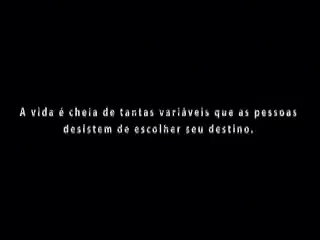 A vida é cheia de tantas variáveis que as pessoas
desistem de escolher seu destino.